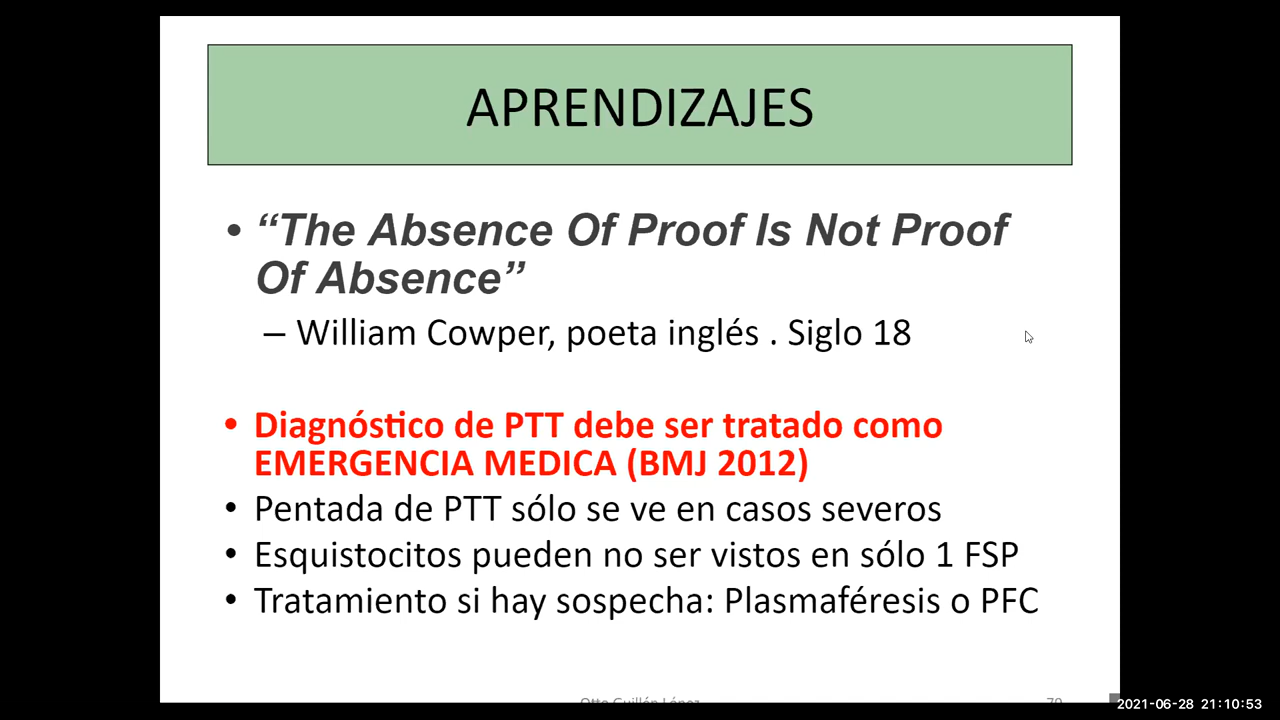 APRENDIZAJES
• “The Absence Of Proof Is Not Proof
Of Absence”
– William Cowper, poeta inglés . Siglo 18
• Diagnóstico de PTT debe ser tratado como
EMERGENCIA MEDICA (BMJ 2012)
• Pentada de PTT sólo se ve en casos severos
• Esquistocitos pueden no ser vistos en sólo 1 FSP
• Tratamiento si hay sospecha: Plasmaféresis o PFC
Otto Guillén López
2021-06-28 21:10:53